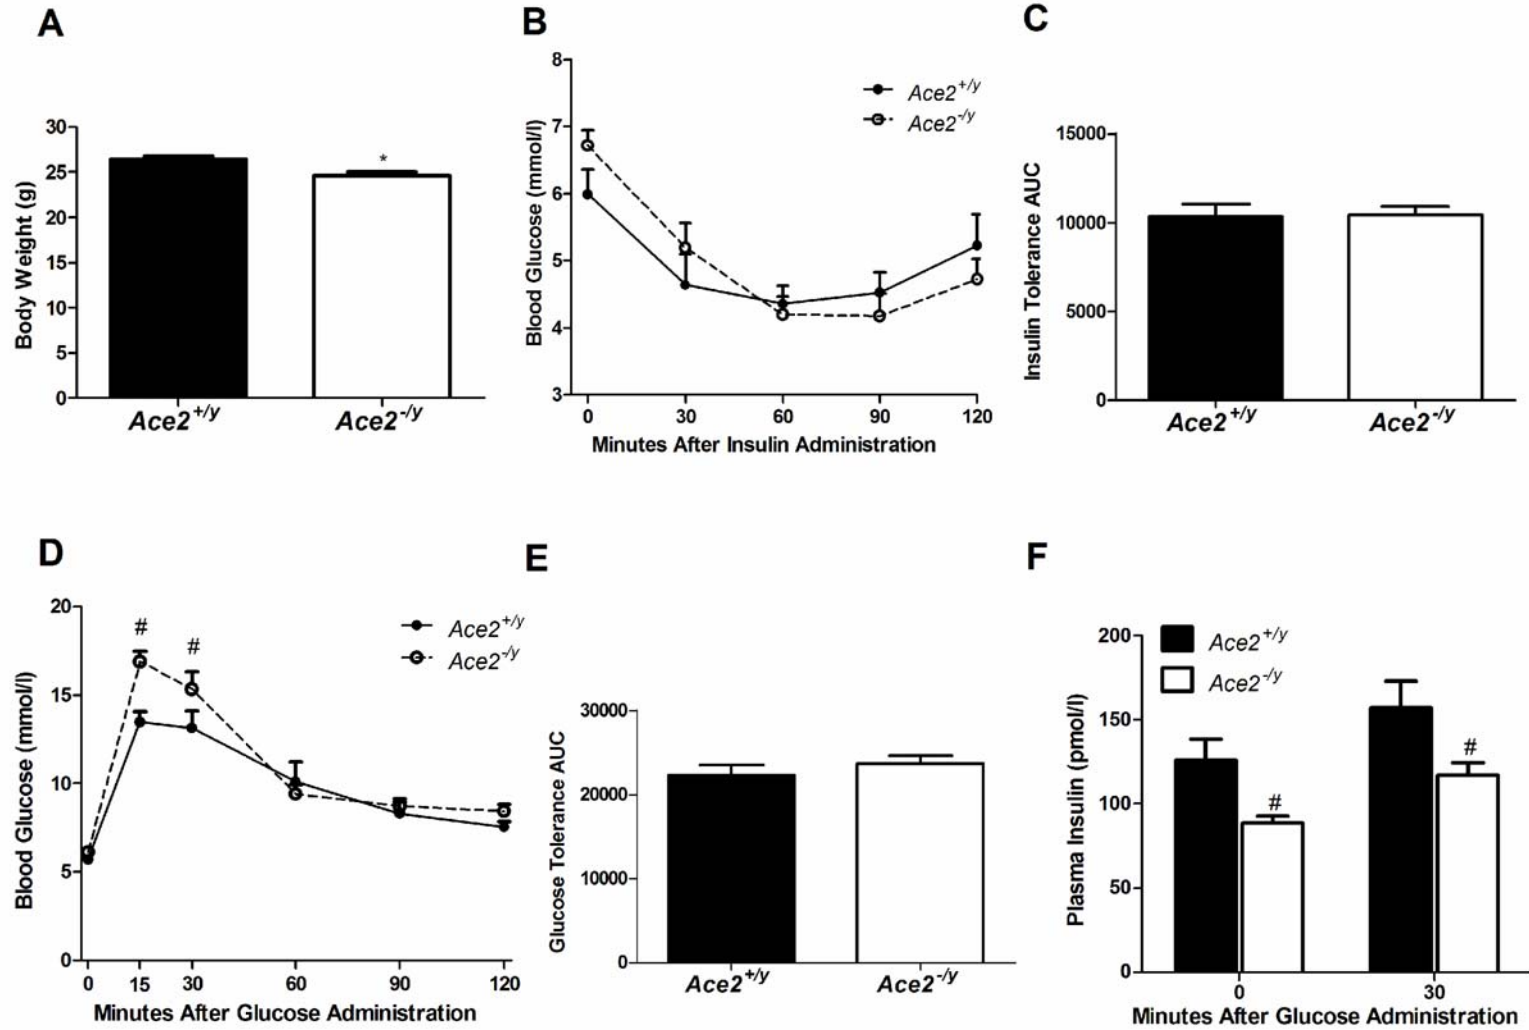 A
Body Weight (g)
30
25
20
15
10
5
0
*
Ace2+/y
Ace2-/y
B
Blood Glucose (mmol/l)
8
7
6
5
4
3
Ace2+/y
Ace2-/y
0 30 60 90 120
Minutes After Insulin Administration
C
Insulin Tolerance AUC
15000
10000
5000
0
Ace2+/y
Ace2-/y
D
Blood Glucose (mmol/l)
20
15
10
5
0
#
#
Ace2+/y
Ace2-/y
0 15 30 60 90 120
Minutes After Glucose Administration
E
Glucose Tolerance AUC
30000
20000
10000
0
Ace2+/y
Ace2-/y
F
Plasma Insulin (pmol/l)
200
150
100
50
0
Ace2+/y
Ace2-/y
#
#
0 30
Minutes After Glucose Administration